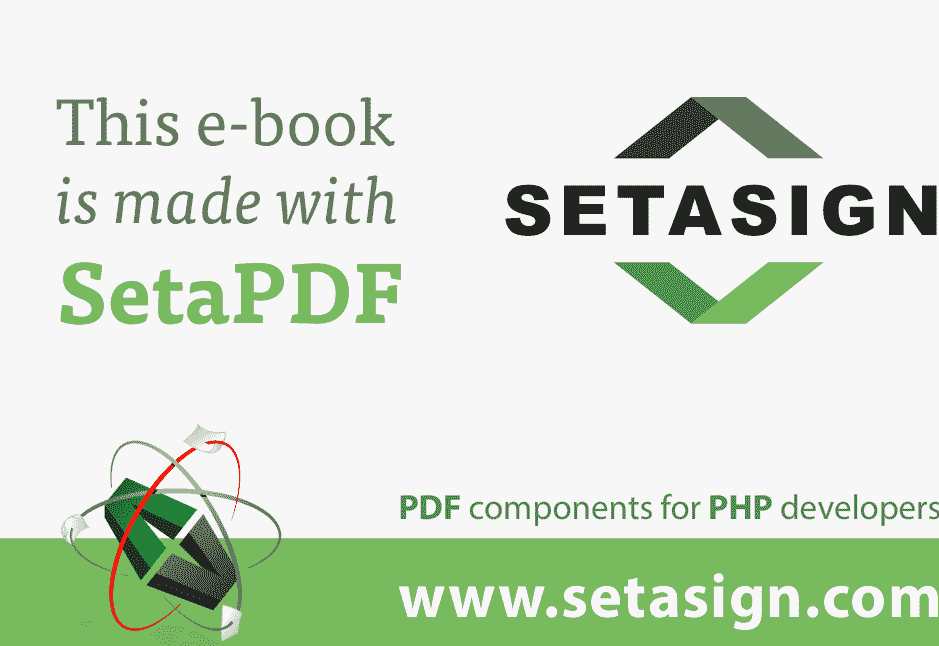 This e-book
is made with
SetaPDF
SETASIGN
PDF components for PHP developers
www.setasign.com